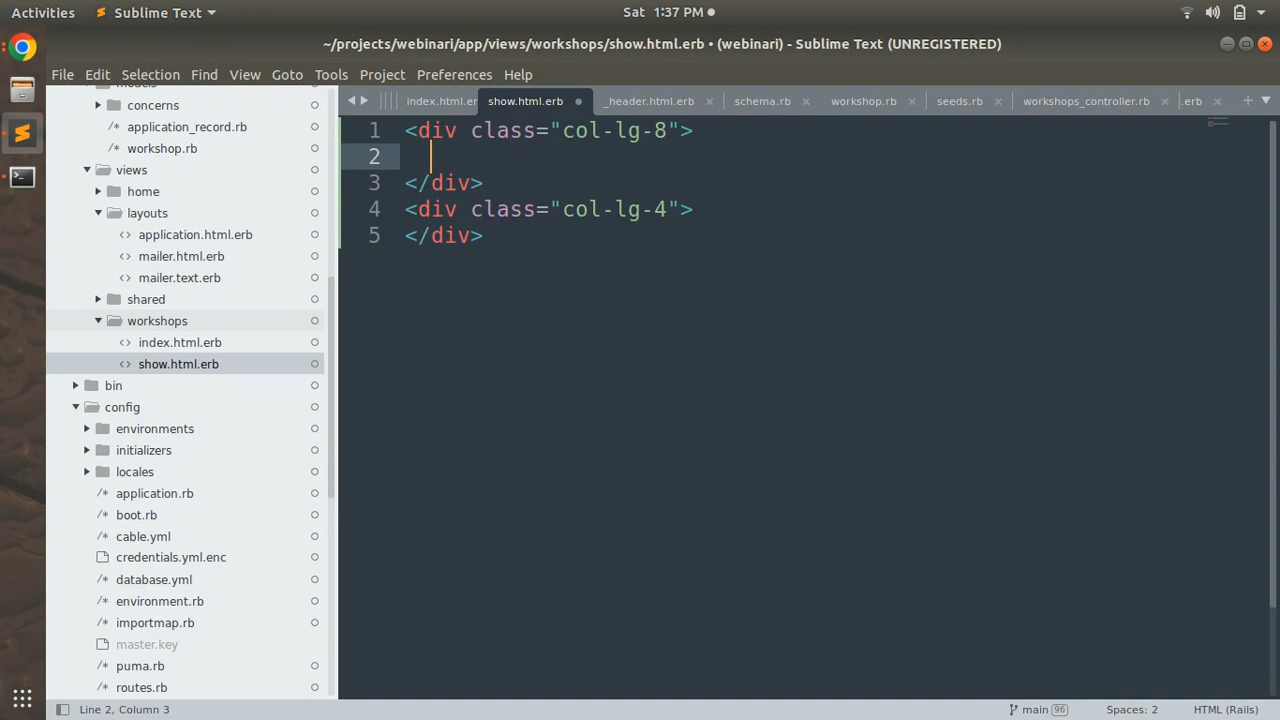 Activities Sublime Text Sat 1:37 PM
~/projects/webinari/app/views/workshops/show.html.erb • (webinari) - Sublime Text (UNREGISTERED)
File Edit Selection Find View Goto Tools Project Preferences Help
models
concerns
/* application_record.rb
/* workshop.rb
views
home
layouts
<> application.html.erb
<> mailer.html.erb
<> mailer.text.erb
shared
workshops
<> index.html.erb
<> show.html.erb
bin
config
environments
initializers
locales
/* application.rb
/* boot.rb
/* cable.yml
credentials.yml.enc
/* database.yml
/* environment.rb
/* importmap.rb
master.key
/* puma.rb
/* routes.rb
index.html.er show.html.erb _header.html.erb schema.rb workshop.rb seeds.rb workshops_controller.rb .erb
1 <div class="col-lg-8">
2
3 </div>
4 <div class="col-lg-4">
5 </div>
Line 2, Column 3 main 96 Spaces: 2 HTML (Rails)